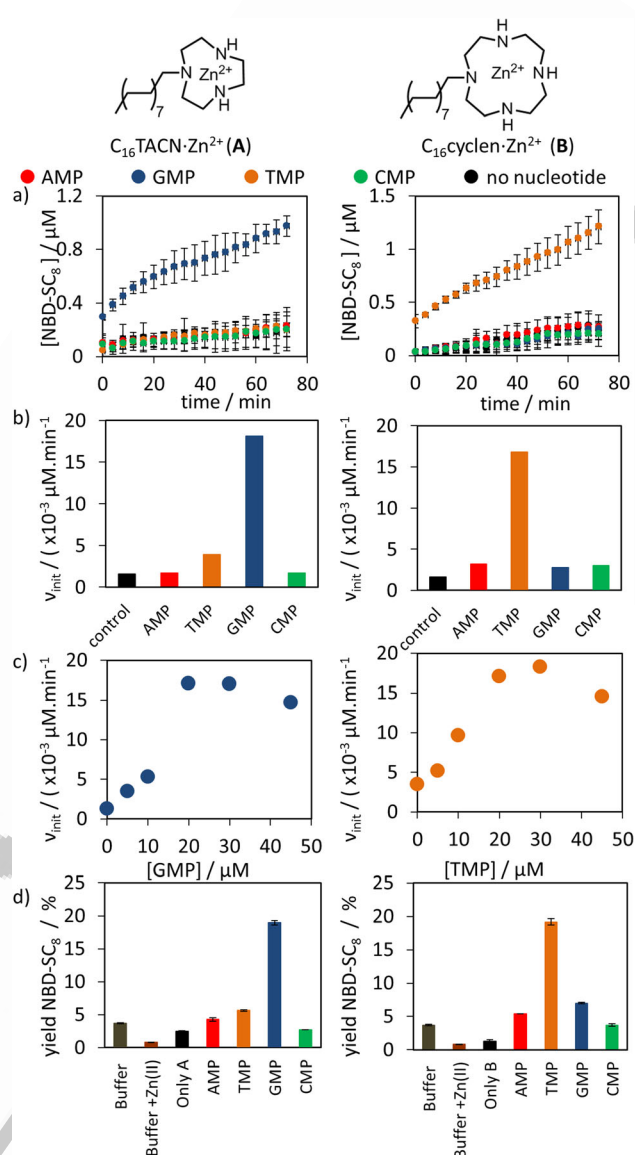 H
N
Zn2+
N
N
H
7
C16TACN·Zn2+ (A)
H
N
Zn2+
N
NH
N
H
7
C16cyclen·Zn2+ (B)
AMP GMP TMP CMP no nucleotide
a)
[NBD-SC8] / µM
1.2
0.8
0.4
0
0 20 40 60 80
time / min
[NBD-SC8] / µM
1.5
1
0.5
0
0 20 40 60 80
time / min
b)
νinit / ( x10-3 µM.min-1
20
15
10
5
0
control AMP TMP GMP CMP
νinit / ( x10-3 µM.min-1
20
15
10
5
0
control AMP TMP GMP CMP
c)
νinit / ( x10-3 µM.min-1
20
15
10
5
0
0 10 20 30 40 50
[GMP] / µM
νinit / ( x10-3 µM.min-1
20
15
10
5
0
0 10 20 30 40 50
[TMP] / µM
d)
yield NBD-SC8 / %
25
20
15
10
5
0
Buffer Buffer +Zn(II) Only A AMP TMP GMP CMP
yield NBD-SC8 / %
25
20
15
10
5
0
Buffer Buffer +Zn(II) Only B AMP TMP GMP CMP